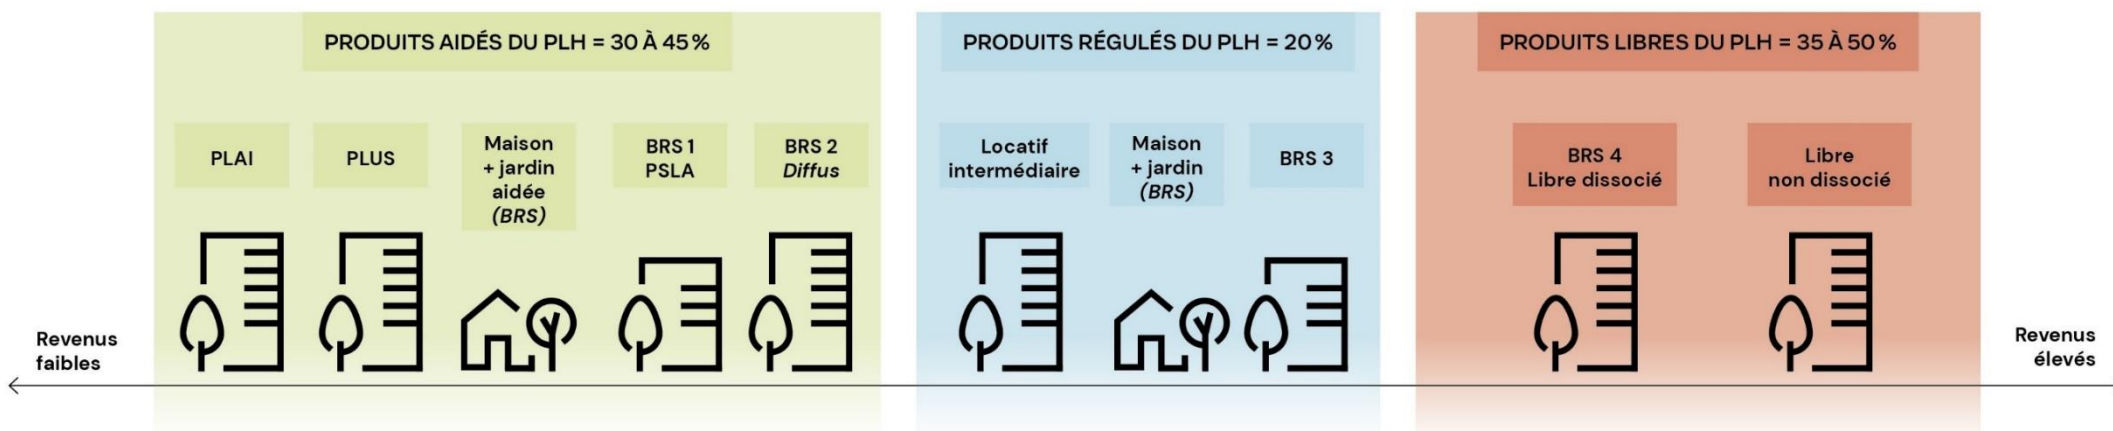 PRODUITS AIDÉS DU PLH = 30 À 45 %
PLAI
PLUS
Maison
+ jardin
aidée
(BRS)
BRS 1
PSLA
BRS 2
Diffus
PRODUITS RÉGULÉS DU PLH = 20 %
Locatif
intermédiaire
Maison
+ jardin
(BRS)
BRS 3
PRODUITS LIBRES DU PLH = 35 À 50 %
BRS 4
Libre dissocié
Libre
non dissocié
Revenus
faibles
Revenus
élevés